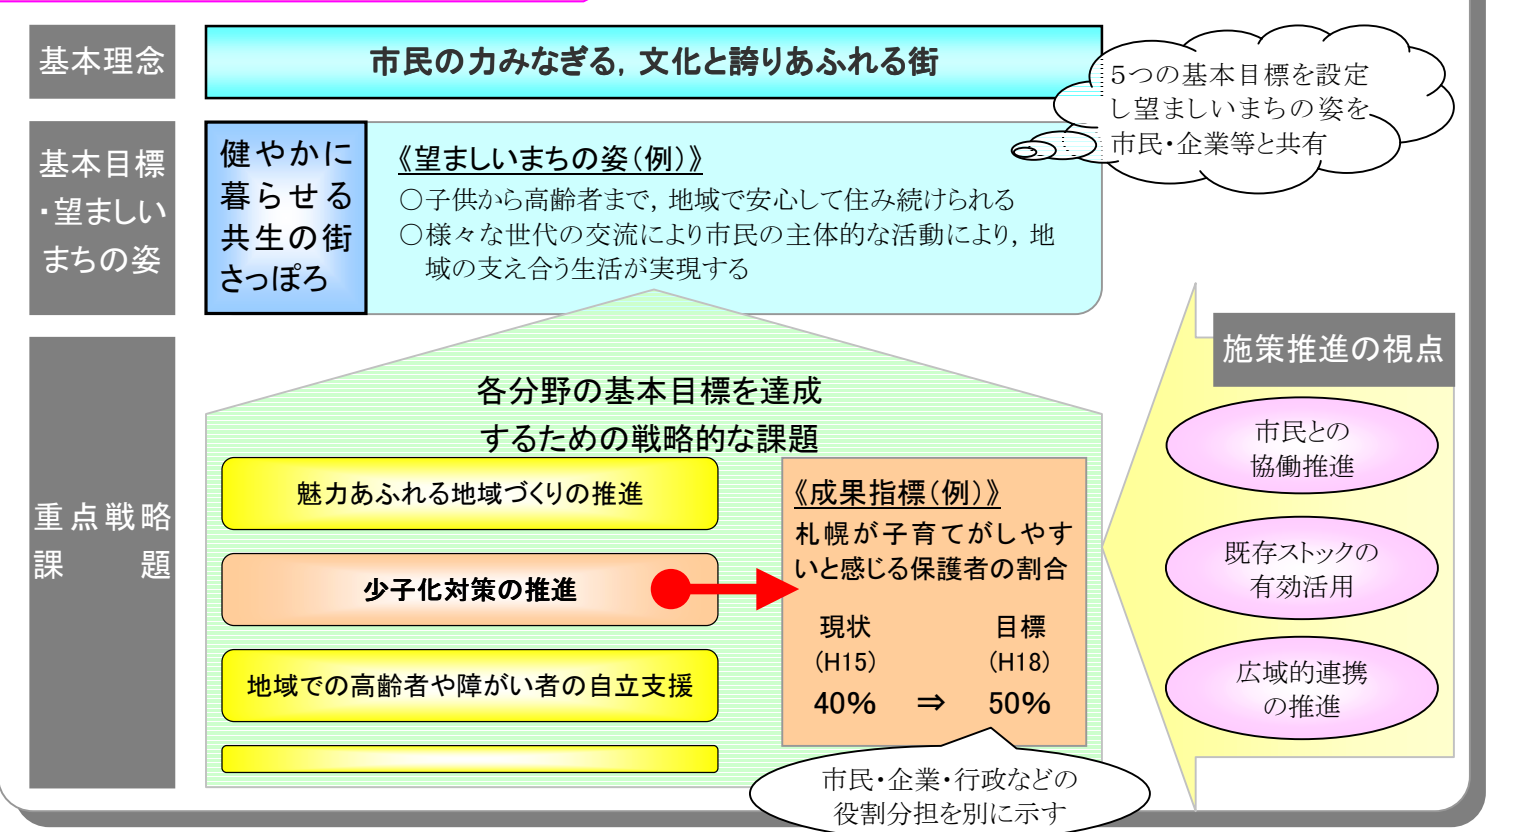 基本理念
市民の力みなぎる, 文化と誇りあふれる街
5つの基本目標を設定
し望ましいまちの姿を
市民・企業等と共有
基本目標
・望ましい
まちの姿
健やかに
暮らせる
共生の街
さっぽろ
《望ましいまちの姿(例)》
○子供から高齢者まで, 地域で安心して住み続けられる
○様々な世代の交流により市民の主体的な活動により, 地
域の支え合う生活が実現する
重点戦略
課 題
各分野の基本目標を達成
するための戦略的な課題
魅力あふれる地域づくりの推進
少子化対策の推進
地域での高齢者や障がい者の自立支援
《成果指標(例)》
札幌が子育てがしやす
いと感じる保護者の割合
現状 目標
(H15) (H18)
40% ⇒ 50%
市民・企業・行政などの
役割分担を別に示す
施策推進の視点
市民との
協働推進
既存ストックの
有効活用
広域的連携
の推進